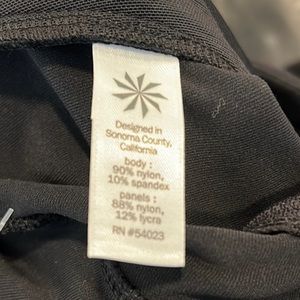 Designed in
Sonoma County,
California
body :
90% nylon,
10% spandex
panels :
88% nylon,
12% lycra
RN #54023